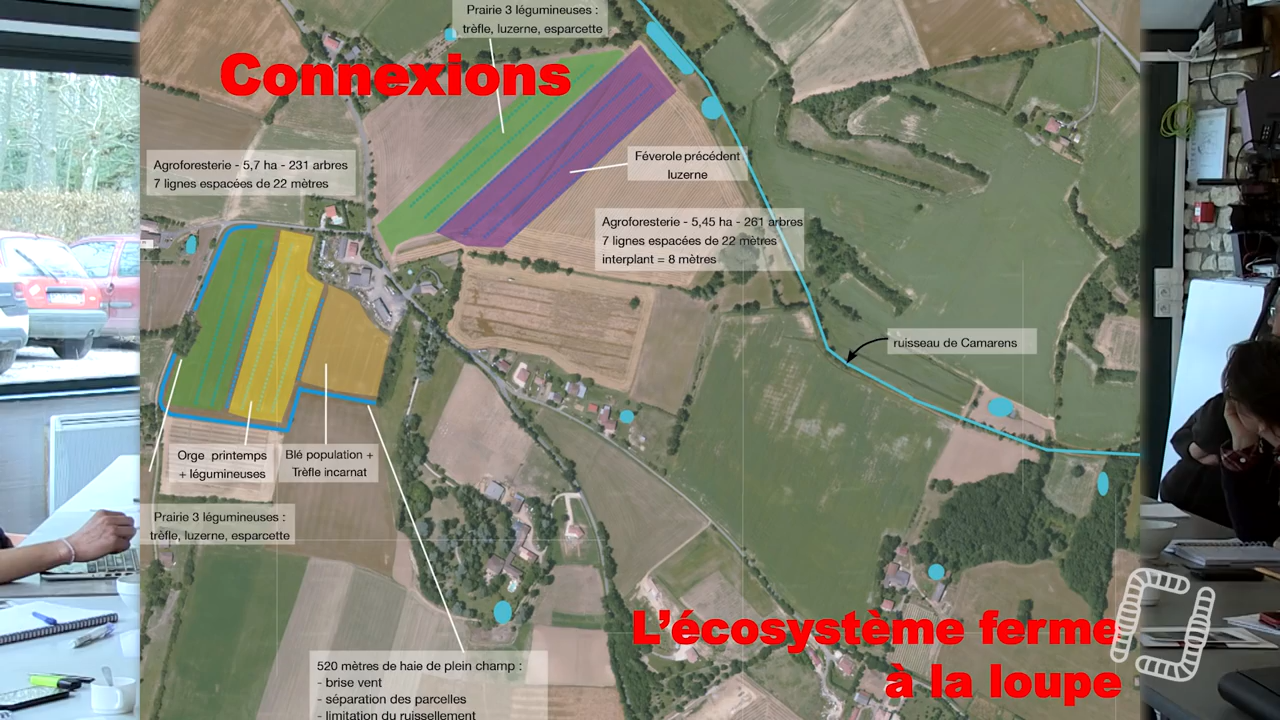 Prairie 3 légumineuses :
trèfle, luzerne, esparcette
Connexions
Agroforesterie - 5,7 ha - 231 arbres
7 lignes espacées de 22 mètres
Féverole précédent
luzerne
Agroforesterie - 5,45 ha - 261 arbres
7 lignes espacées de 22 mètres
interplant = 8 mètres
ruisseau de Camarens
Orge printemps
+ légumineuses
Blé population +
Trèfle incarnat
Prairie 3 légumineuses :
trèfle, luzerne, esparcette
L'écosystème ferme
à la loupe
520 mètres de haie de plein champ :
- brise vent
- séparation des parcelles
- limitation du ruissellement